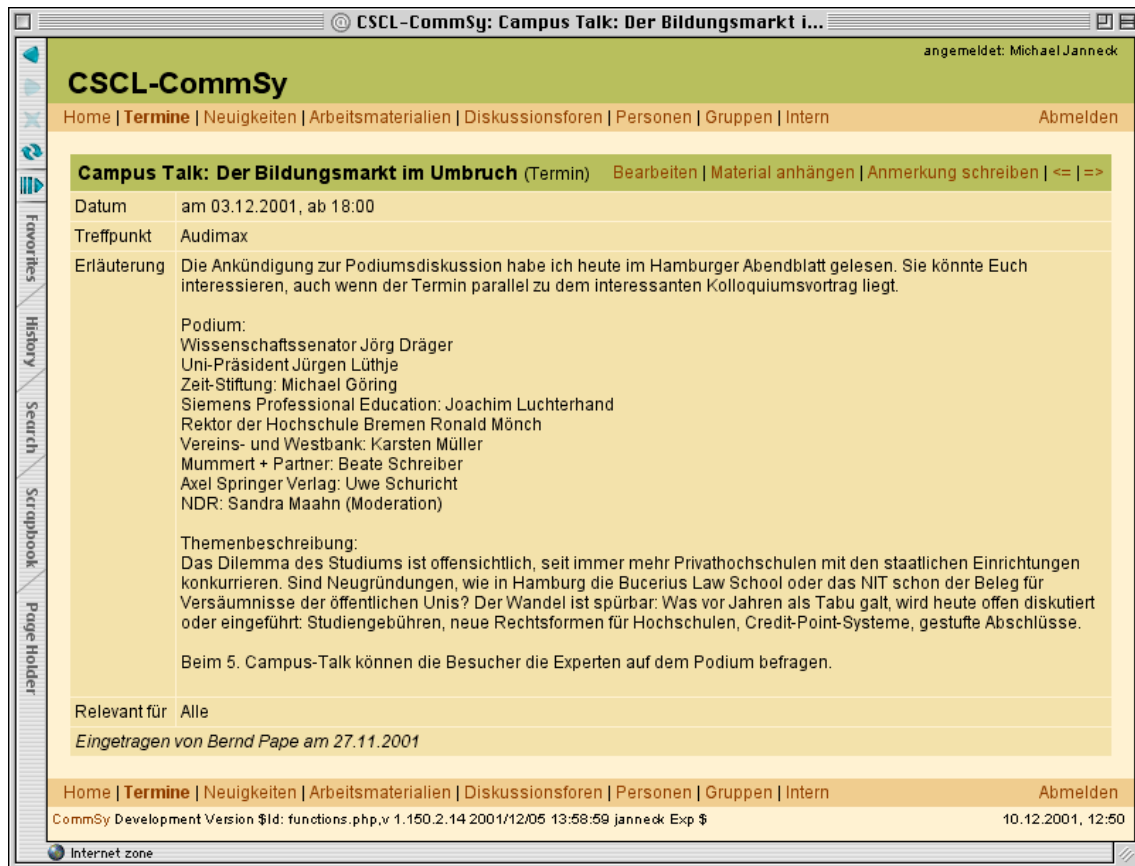 CSCL-CommSy: Campus Talk: Der Bildungsmarkt i...
angemeldet: Michael Janneck
CSCL-CommSy
Home | Termine | Neuigkeiten | Arbeitsmaterialien | Diskussionsforen | Personen | Gruppen | Intern Abmelden
Campus Talk: Der Bildungsmarkt im Umbruch (Termin) Bearbeiten | Material anhängen | Anmerkung schreiben | <= | =>
Datum am 03.12.2001, ab 18:00
Treffpunkt Audimax
Erläuterung Die Ankündigung zur Podiumsdiskussion habe ich heute im Hamburger Abendblatt gelesen. Sie könnte Euch
interessieren, auch wenn der Termin parallel zu dem interessanten Kolloquiumsvortrag liegt.
Podium:
Wissenschaftssenator Jörg Dräger
Uni-Präsident Jürgen Lüthje
Zeit-Stiftung: Michael Göring
Siemens Professional Education: Joachim Luchterhand
Rektor der Hochschule Bremen Ronald Mönch
Vereins- und Westbank: Karsten Müller
Mummert + Partner: Beate Schreiber
Axel Springer Verlag: Uwe Schuricht
NDR: Sandra Maahn (Moderation)
Themenbeschreibung:
Das Dilemma des Studiums ist offensichtlich, seit immer mehr Privathochschulen mit den staatlichen Einrichtungen
konkurrieren. Sind Neugründungen, wie in Hamburg die Bucerius Law School oder das NIT schon der Beleg für
Versäumnisse der öffentlichen Unis? Der Wandel ist spürbar: Was vor Jahren als Tabu galt, wird heute offen diskutiert
oder eingeführt: Studiengebühren, neue Rechtsformen für Hochschulen, Credit-Point-Systeme, gestufte Abschlüsse.
Beim 5. Campus-Talk können die Besucher die Experten auf dem Podium befragen.
Relevant für Alle
Eingetragen von Bernd Pape am 27.11.2001
Home | Termine | Neuigkeiten | Arbeitsmaterialien | Diskussionsforen | Personen | Gruppen | Intern Abmelden
CommSy Development Version $Id: functions.php,v 1.150.2.14 2001/12/05 13:58:59 janneck Exp $ 10.12.2001, 12:50
Internet zone
Favorites
History
Search
Scrapbook
Page Holder